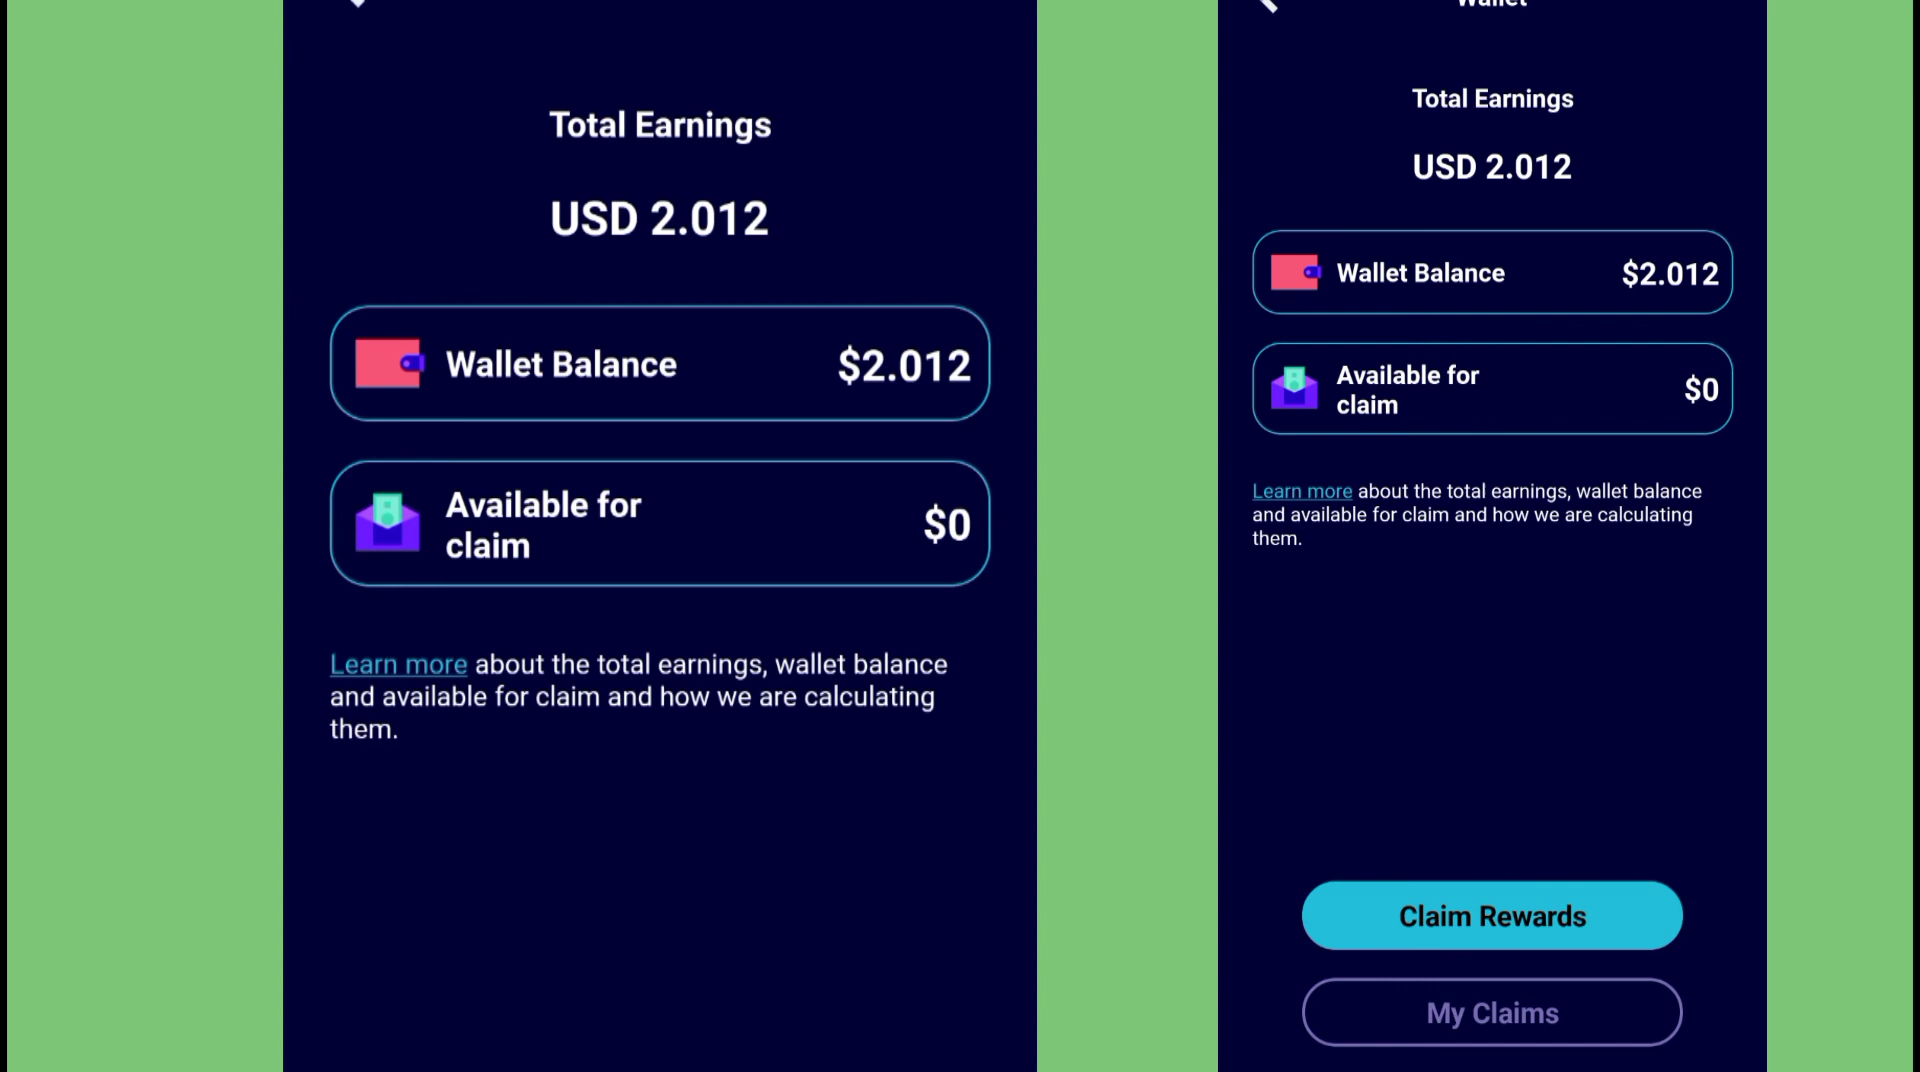 Total Earnings
USD 2.012
Wallet Balance
$2.012
Available for
claim
$0
Learn more about the total earnings, wallet balance
and available for claim and how we are calculating
them.
Wallet
Total Earnings
USD 2.012
Wallet Balance
$2.012
Available for
claim
$0
Learn more about the total earnings, wallet balance
and available for claim and how we are calculating
them.
Claim Rewards
My Claims